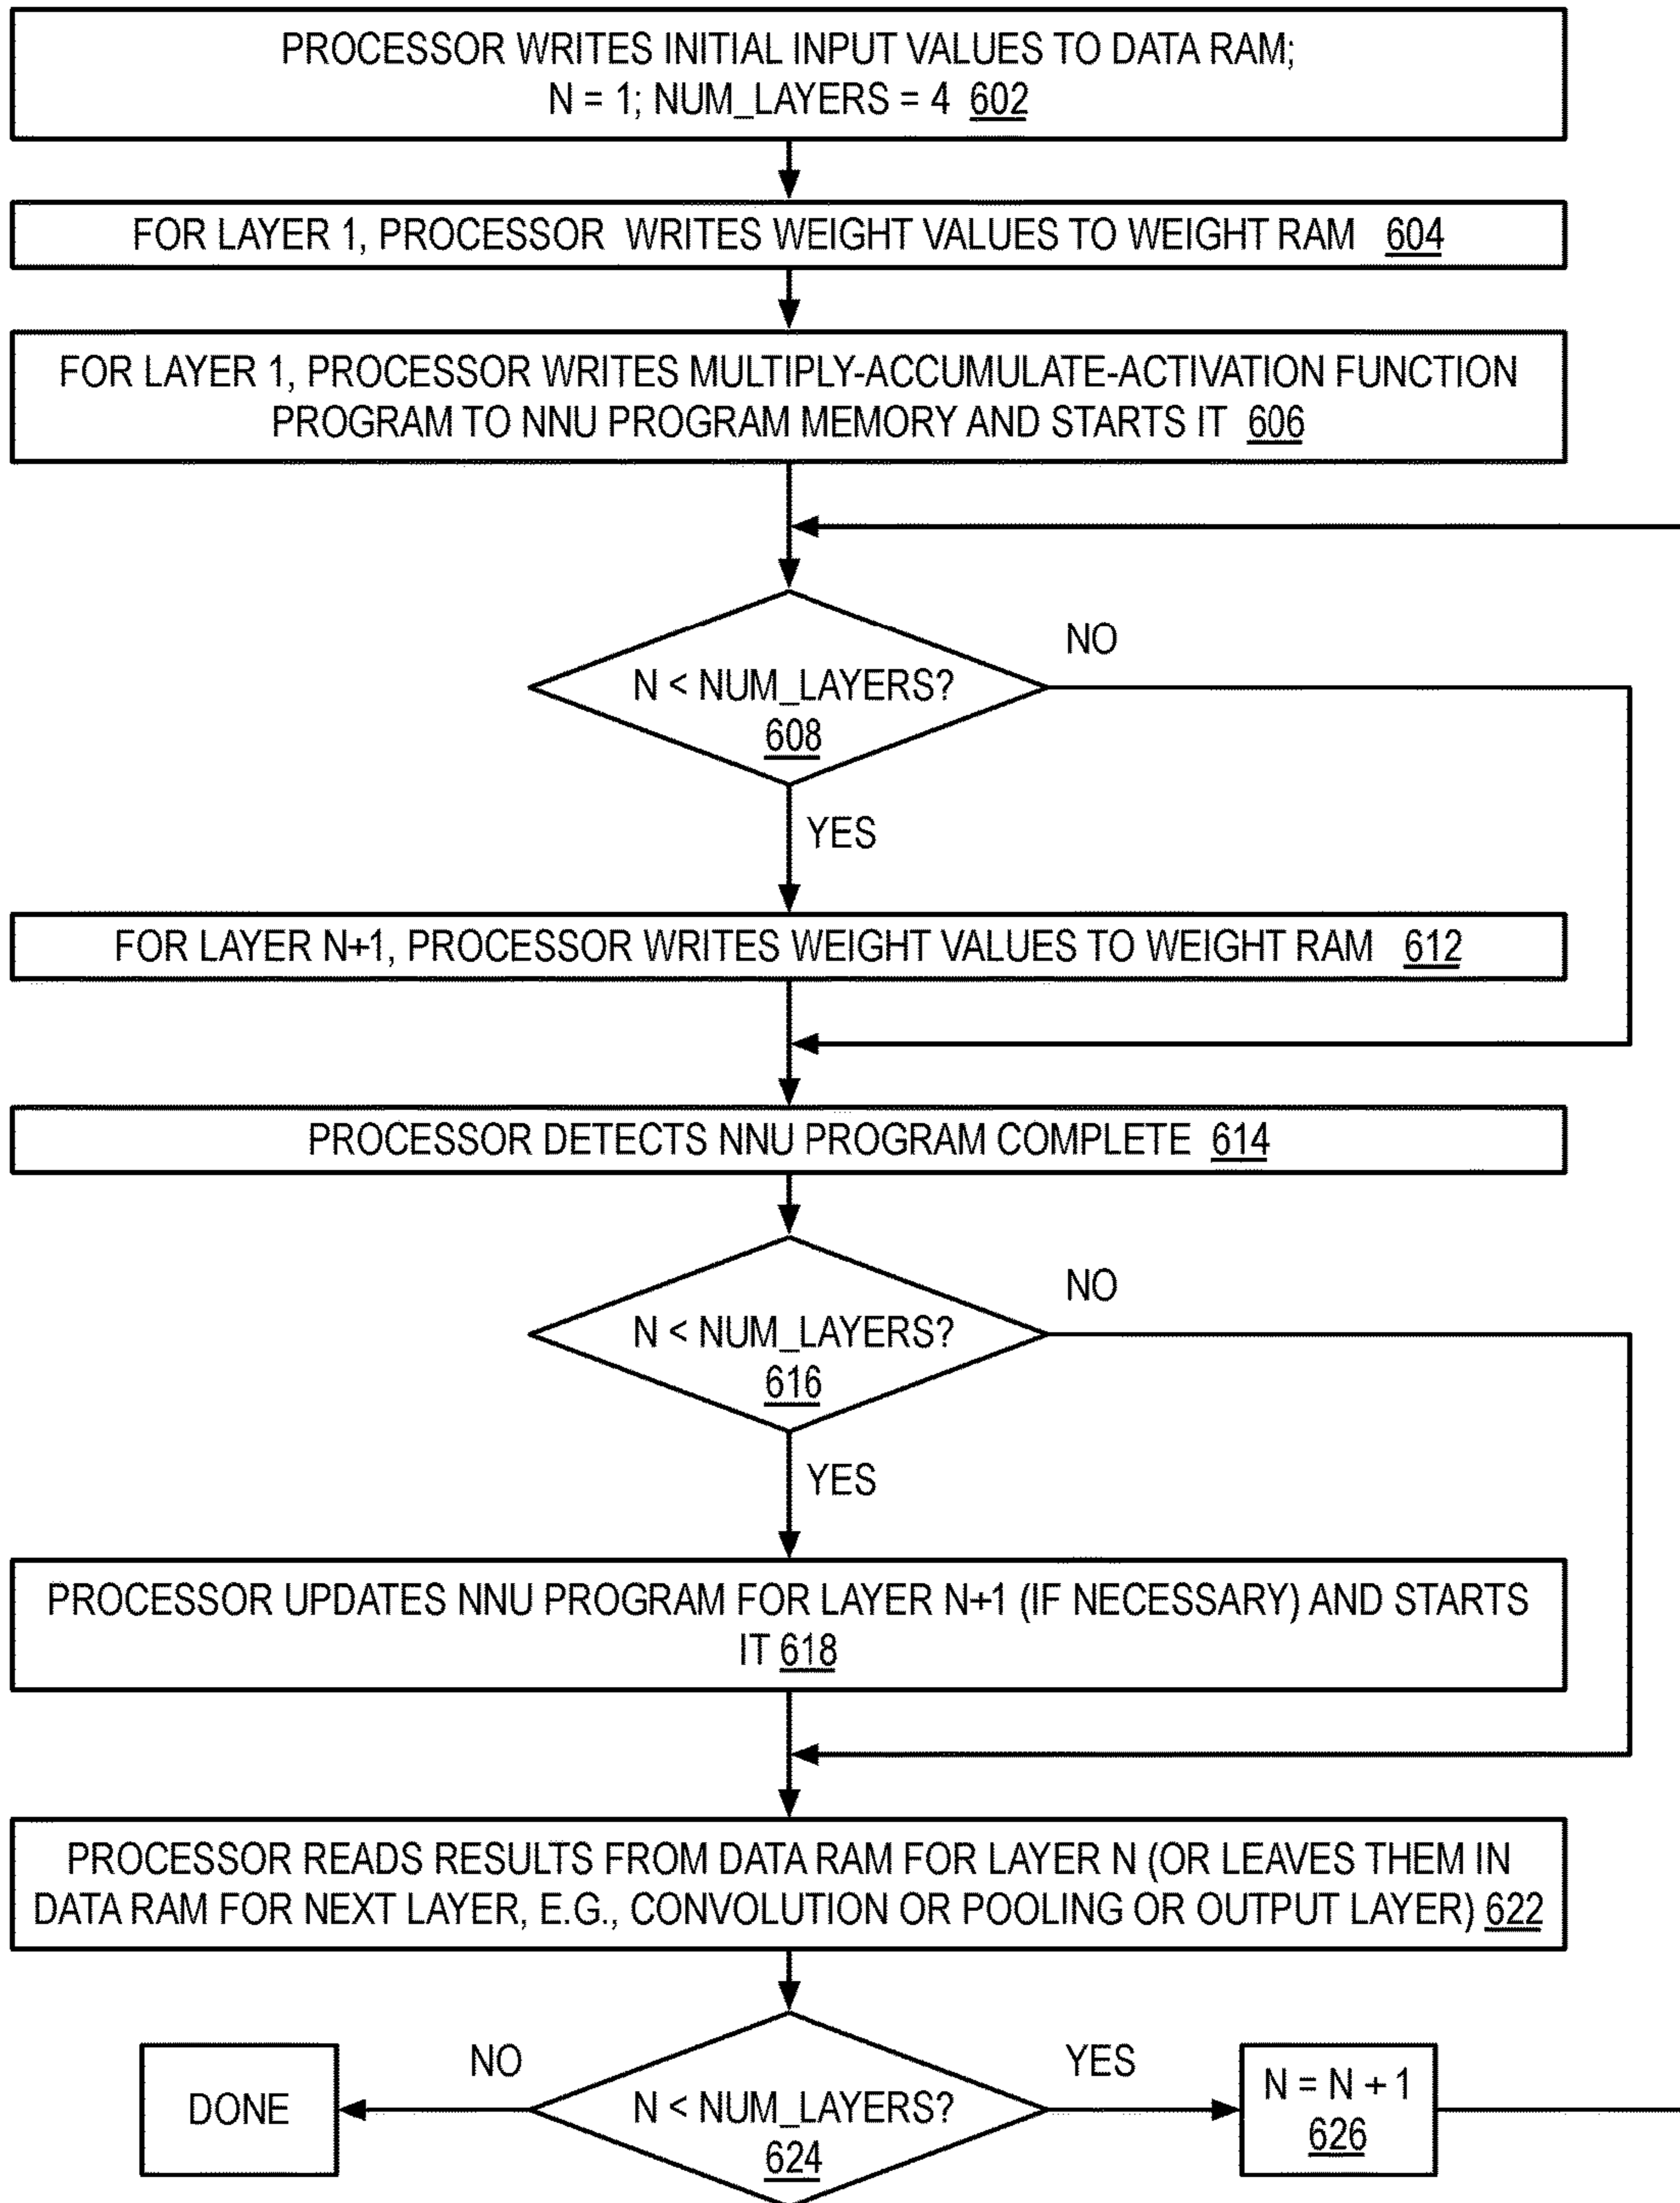 PROCESSOR WRITES INITIAL INPUT VALUES TO DATA RAM;
N = 1; NUM_LAYERS = 4 602
FOR LAYER 1, PROCESSOR WRITES WEIGHT VALUES TO WEIGHT RAM 604
FOR LAYER 1, PROCESSOR WRITES MULTIPLY-ACCUMULATE-ACTIVATION FUNCTION
PROGRAM TO NNU PROGRAM MEMORY AND STARTS IT 606
NO
N < NUM_LAYERS?
608
YES
FOR LAYER N+1, PROCESSOR WRITES WEIGHT VALUES TO WEIGHT RAM 612
PROCESSOR DETECTS NNU PROGRAM COMPLETE 614
NO
N < NUM_LAYERS?
616
YES
PROCESSOR UPDATES NNU PROGRAM FOR LAYER N+1 (IF NECESSARY) AND STARTS
IT 618
PROCESSOR READS RESULTS FROM DATA RAM FOR LAYER N (OR LEAVES THEM IN
DATA RAM FOR NEXT LAYER, E.G., CONVOLUTION OR POOLING OR OUTPUT LAYER) 622
NO
YES
DONE
N < NUM_LAYERS?
624
N = N + 1
626